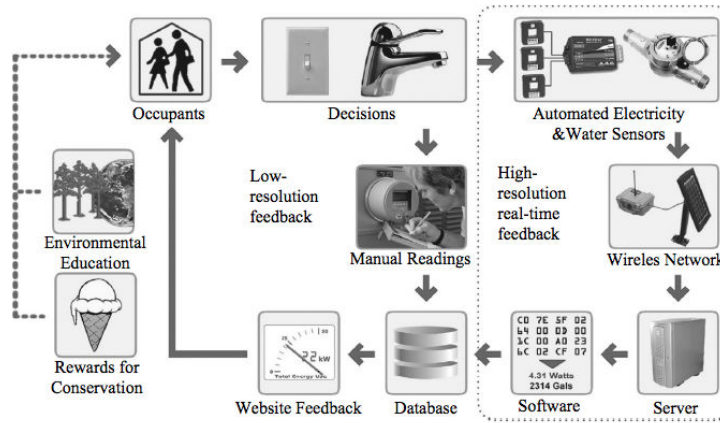 Occupants
Decisions
Automated Electricity
&Water Sensors
Low-
resolution
feedback
High-
resolution
real-time
feedback
Environmental
Education
Manual Readings
Wireles Network
Rewards for
Conservation
22 kW
Total Energy Use
Website Feedback
Database
C0 7E 5F 02
64 00 0D 00
1C 00 A0 23
6C 02 CF 07
4.31 Watts
2314 Gals
Software
Server